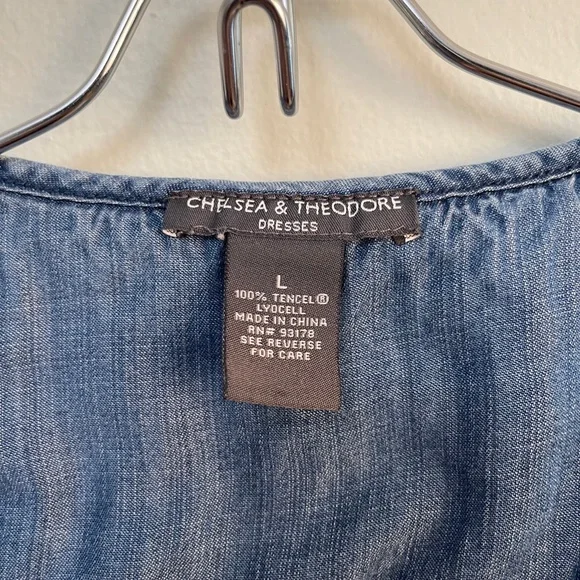 CHELSEA & THEODORE
DRESSES
L
100% TENCEL®
LYOCELL
MADE IN CHINA
RN# 93178
SEE REVERSE
FOR CARE